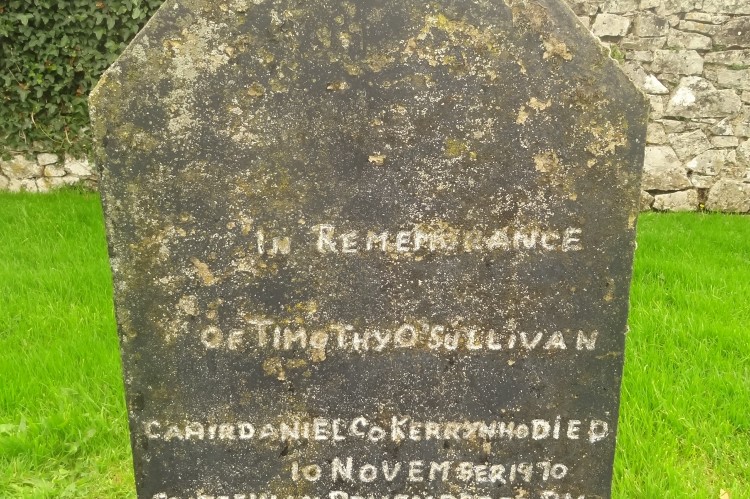 IN REMEMBRANCE
OF TIMOTHY O'SULLIVAN
CAHIRDANIEL CO KERRY WHO DIED
10 NOVEMBER 1970